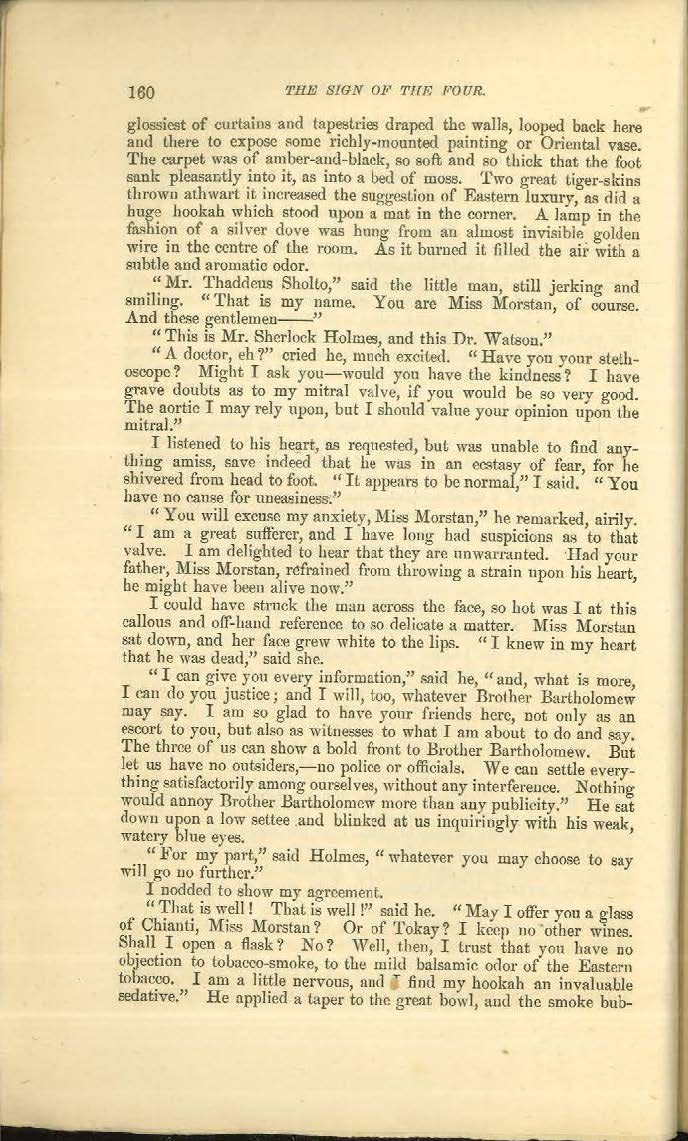 160 THE SIGN OF THE FOUR.
glossiest of curtains and tapestries draped the walls, looped back here
and there to expose some richly-mounted painting or Oriental vase.
The carpet was of amber-and-black, so soft and so thick that the foot
sank pleasantly into it, as into a bed of moss. Two great tiger-skins
thrown athwart it increased the suggestion of Eastern luxury, as did a
huge hookah which stood upon a mat in the corner. A lamp in the
fashion of a silver dove was hung from an almost invisible golden
wire in the centre of the room. As it burned it filled the air with a
subtle and aromatic odor.
“Mr. Thaddeus Sholto,” said the little man, still jerking and
smiling. “That is my name. You are Miss Morstan, of course.
And these gentlemen——”
“This is Mr. Sherlock Holmes, and this Dr. Watson.”
“A doctor, eh?” cried he, much excited. “Have you your steth-
oscope? Might I ask you—would you have the kindness? I have
grave doubts as to my mitral valve, if you would be so very good.
The aortic I may rely upon, but I should value your opinion upon the
mitral.”
I listened to his heart, as requested, but was unable to find any-
thing amiss, save indeed that he was in an ecstasy of fear, for he
shivered from head to foot. “It appears to be normal,” I said. “You
have no cause for uneasiness.”
“You will excuse my anxiety, Miss Morstan,” he remarked, airily.
“I am a great sufferer, and I have long had suspicions as to that
valve. I am delighted to hear that they are unwarranted. Had your
father, Miss Morstan, refrained from throwing a strain upon his heart,
he might have been alive now.”
I could have struck the man across the face, so hot was I at this
callous and off-hand reference to so delicate a matter. Miss Morstan
sat down, and her face grew white to the lips. “I knew in my heart
that he was dead,” said she.
“I can give you every information,” said he, “and, what is more,
I can do you justice; and I will, too, whatever Brother Bartholomew
may say. I am so glad to have your friends here, not only as an
escort to you, but also as witnesses to what I am about to do and say.
The three of us can show a bold front to Brother Bartholomew. But
let us have no outsiders,—no police or officials. We can settle every-
thing satisfactorily among ourselves, without any interference. Nothing
would annoy Brother Bartholomew more than any publicity.” He sat
down upon a low settee and blinked at us inquiringly with his weak,
watery blue eyes.
“For my part,” said Holmes, “whatever you may choose to say
will go no further.”
I nodded to show my agreement.
“That is well! That is well!” said he. “May I offer you a glass
of Chianti, Miss Morstan? Or of Tokay? I keep no other wines.
Shall I open a flask? No? Well, then, I trust that you have no
objection to tobacco-smoke, to the mild balsamic odor of the Eastern
tobacco. I am a little nervous, and I find my hookah an invaluable
sedative.” He applied a taper to the great bowl, and the smoke bub-